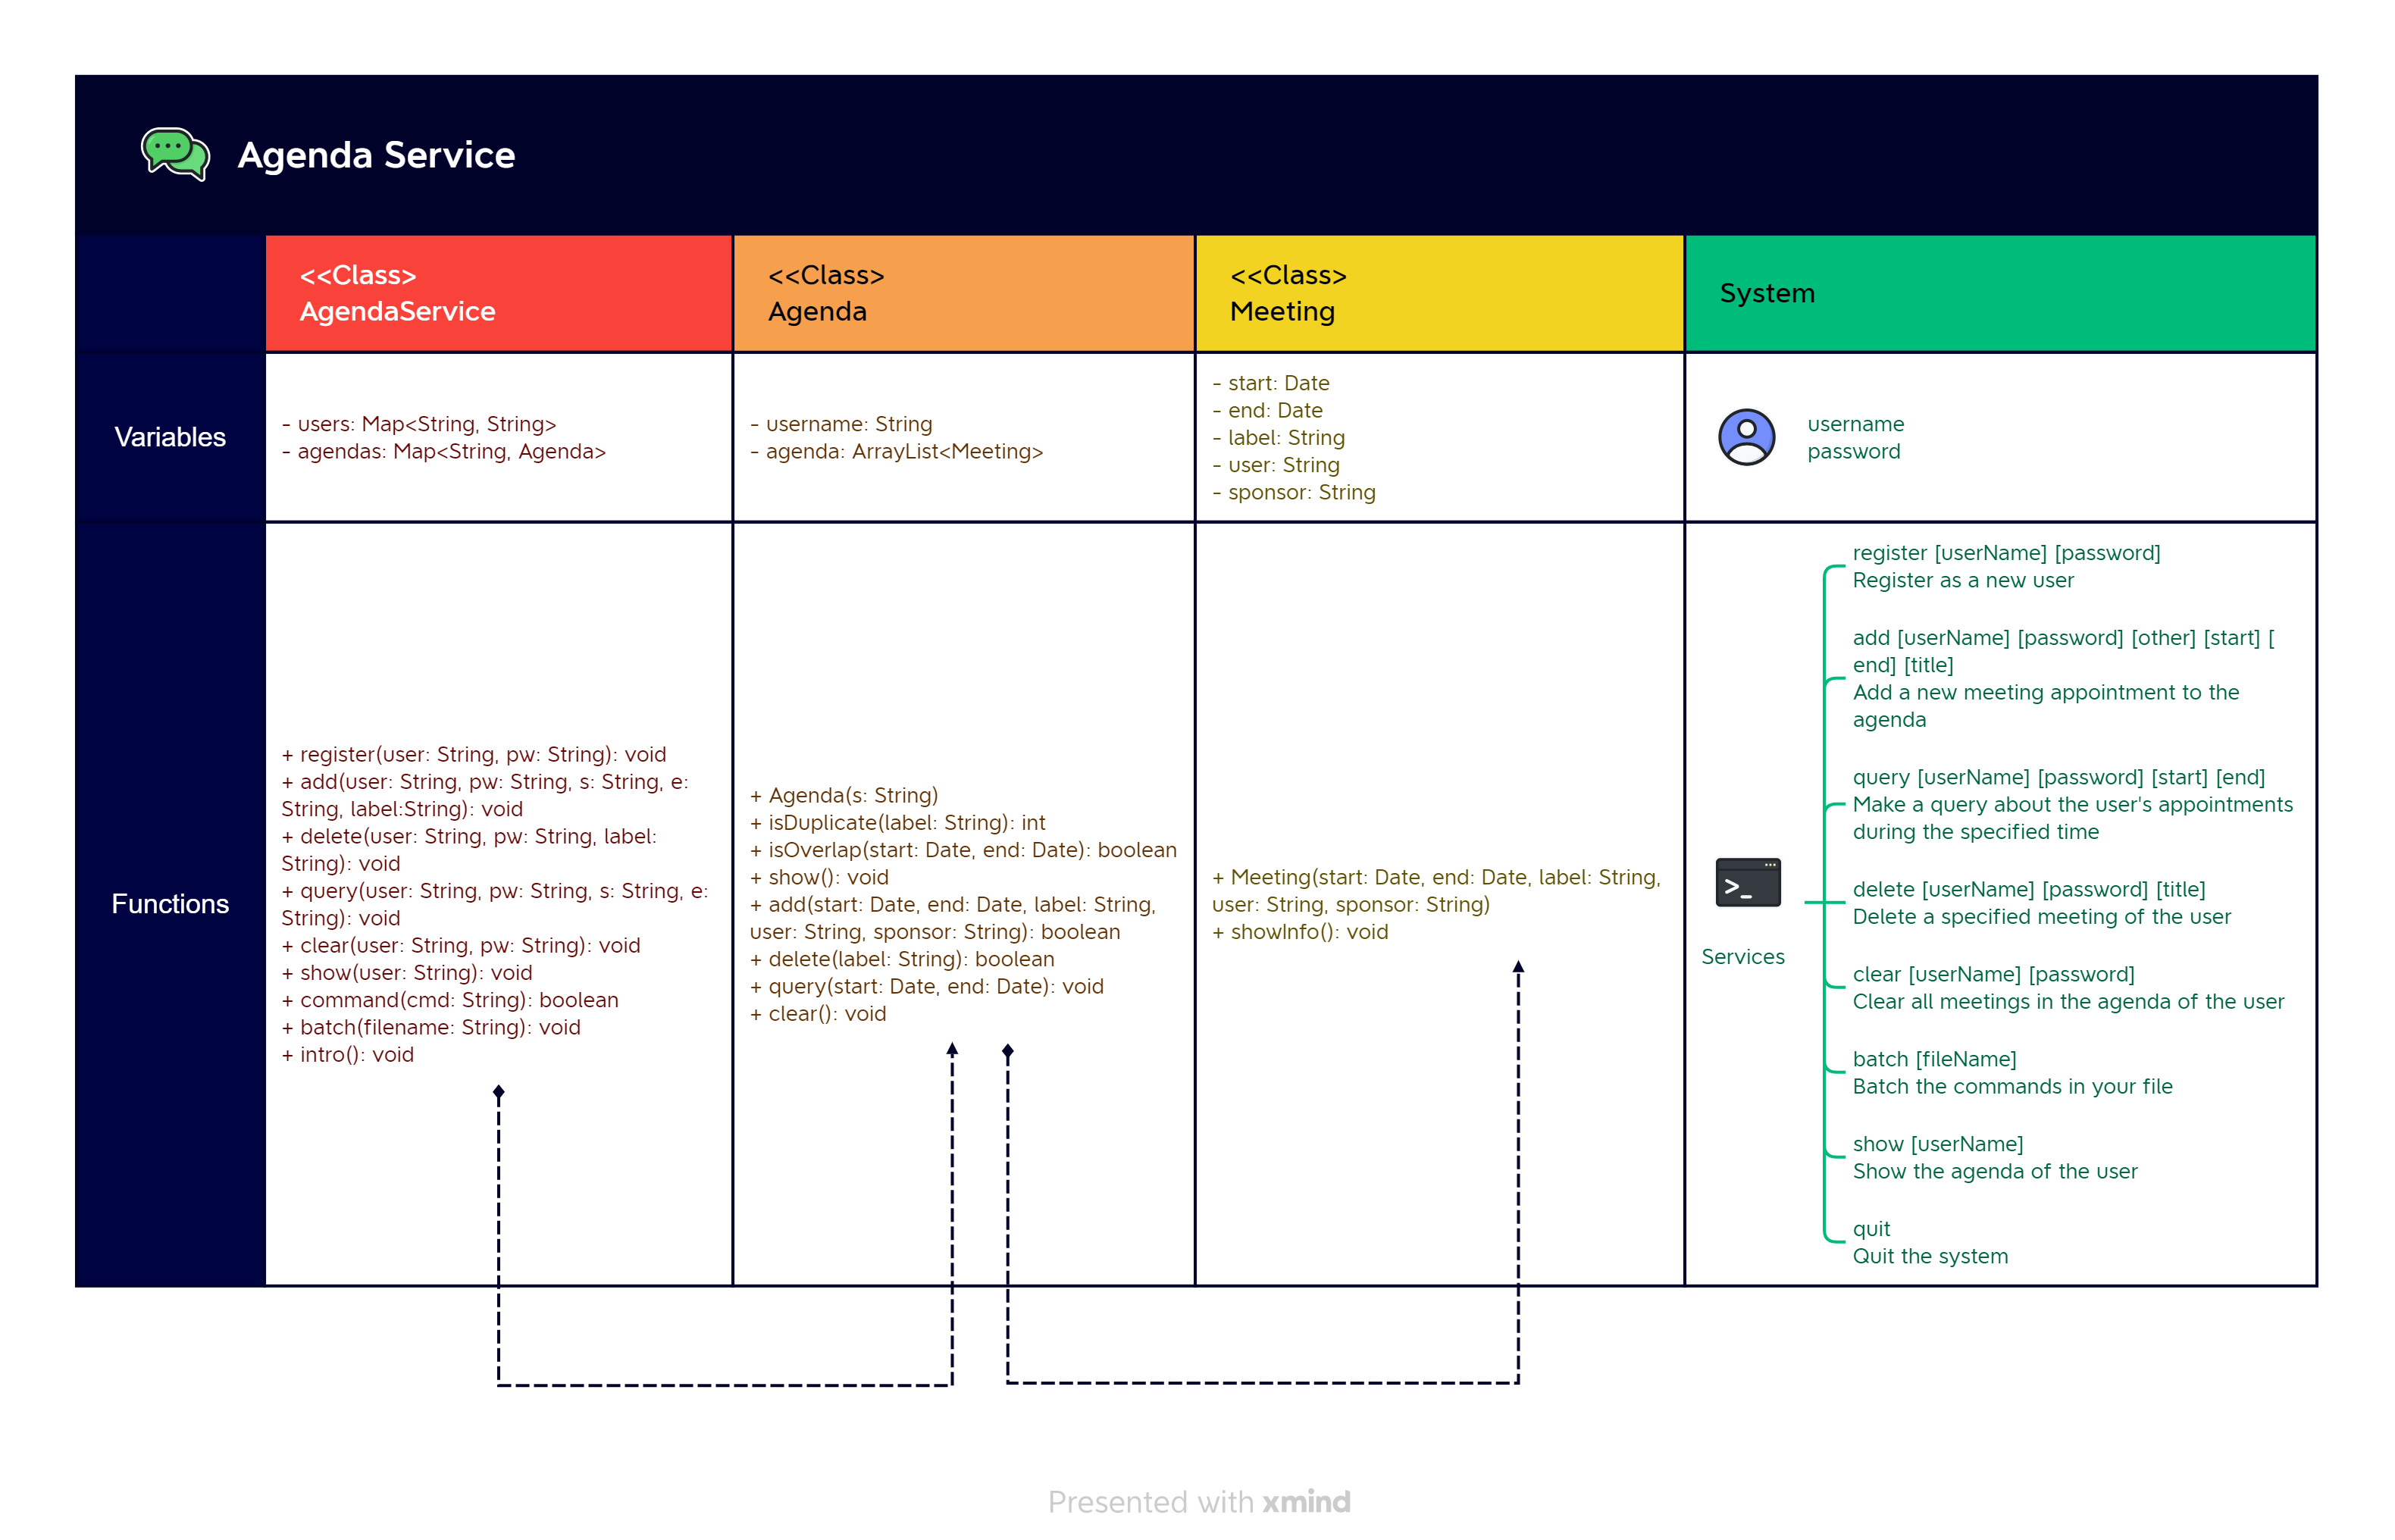 Agenda Service
<<Class>
AgendaService
<<Class>
Agenda
<<Class>
Meeting
System
Variables
- users: Map<String, String>
- agendas: Map<String, Agenda>
- username: String
- agenda: ArrayList<Meeting>
- start: Date
- end: Date
- label: String
- user: String
- sponsor: String
username
password
Functions
+ register(user: String, pw: String): void
+ add(user: String, pw: String, s: String, e:
String, label:String): void
+ delete(user: String, pw: String, label:
String): void
+ query(user: String, pw: String, s: String, e:
String): void
+ clear(user: String, pw: String): void
+ show(user: String): void
+ command(cmd: String): boolean
+ batch(filename: String): void
+ intro(): void
+ Agenda(s: String)
+ isDuplicate(label: String): int
+ isOverlap(start: Date, end: Date): boolean
+ show(): void
+ add(start: Date, end: Date, label: String,
user: String, sponsor: String): boolean
+ delete(label: String): boolean
+ query(start: Date, end: Date): void
+ clear(): void
+ Meeting(start: Date, end: Date, label: String,
user: String, sponsor: String)
+ showInfo(): void
>_
Services
register [userName] [password]
Register as a new user
add [userName] [password] [other] [start] [
end] [title]
Add a new meeting appointment to the
agenda
query [userName] [password] [start] [end]
Make a query about the user's appointments
during the specified time
delete [userName] [password] [title]
Delete a specified meeting of the user
clear [userName] [password]
Clear all meetings in the agenda of the user
batch [fileName]
Batch the commands in your file
show [userName]
Show the agenda of the user
quit
Quit the system
Presented with xmind